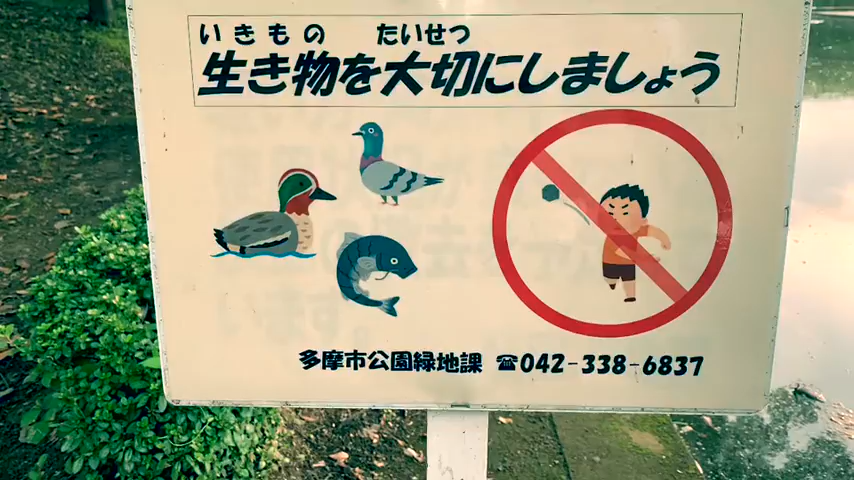 いきもの たいせつ
生き物を大切にしましょう
多摩市公園緑地課 ☎042-338-6837